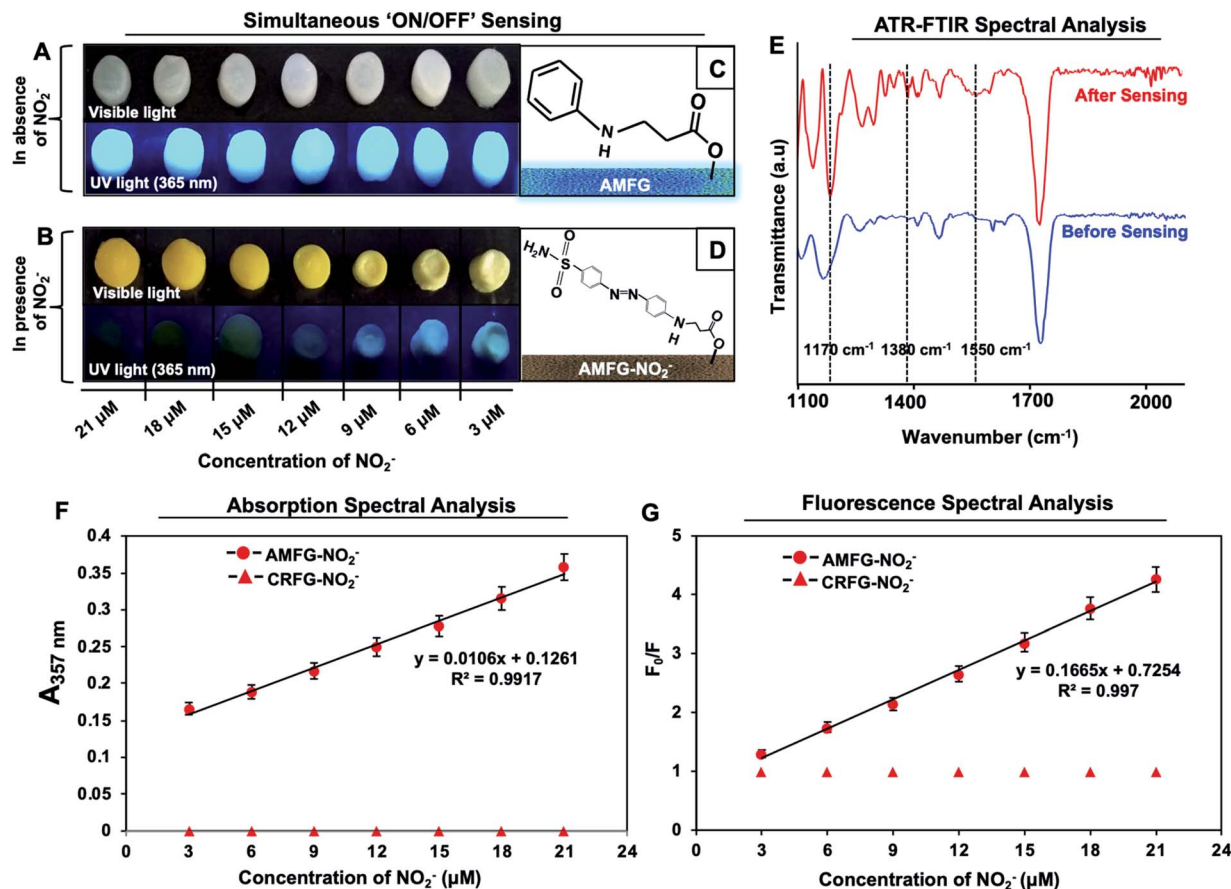 Simultaneous ‘ON/OFF’ Sensing
A
In absence
of NO₂⁻
Visible light
UV light (365 nm)
C
N
H
O
O
AMFG
B
In presence
of NO₂⁻
Visible light
UV light (365 nm)
D
H₂N
O
S
O
N=N
N
H
O
O
AMFG-NO₂⁻
21 µM
18 µM
15 µM
12 µM
9 µM
6 µM
3 µM
Concentration of NO₂⁻
E
ATR-FTIR Spectral Analysis
Transmittance (a.u)
After Sensing
Before Sensing
1170 cm⁻¹
1380 cm⁻¹
1550 cm⁻¹
1100
1400
1700
2000
Wavenumber (cm⁻¹)
F
Absorption Spectral Analysis
AMFG-NO₂⁻
CRFG-NO₂⁻
A357 nm
0.4
0.35
0.3
0.25
0.2
0.15
0.1
0.05
0
y = 0.0106x + 0.1261
R² = 0.9917
0
3
6
9
12
15
18
21
24
Concentration of NO₂⁻ (µM)
G
Fluorescence Spectral Analysis
AMFG-NO₂⁻
CRFG-NO₂⁻
F₀/F
5
4
3
2
1
0
y = 0.1665x + 0.7254
R² = 0.997
0
3
6
9
12
15
18
21
24
Concentration of NO₂⁻ (µM)